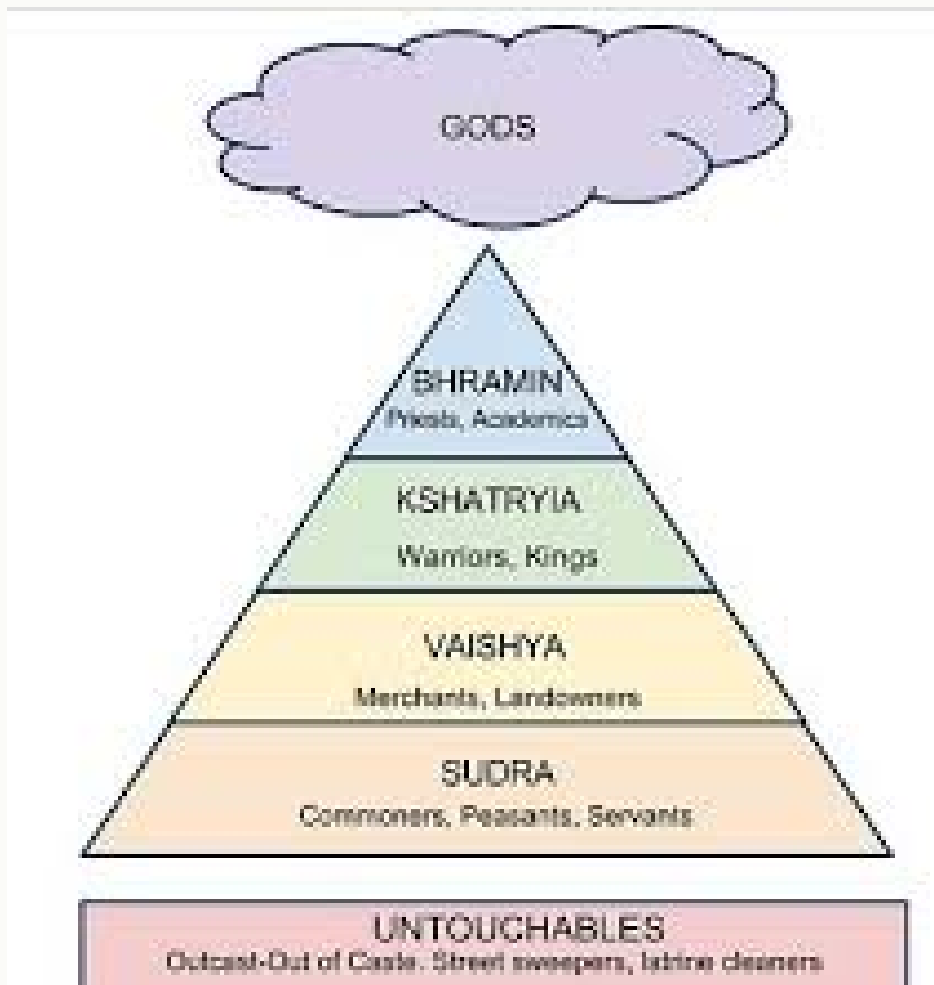 GODS
BHRAMIN
Priests, Academics
KSHATRYIA
Warriors, Kings
VAISHYA
Merchants, Landowners
SUDRA
Commoners, Peasants, Servants
UNTOUCHABLES
Outcast-Out of Caste. Street sweepers, latrine cleaners